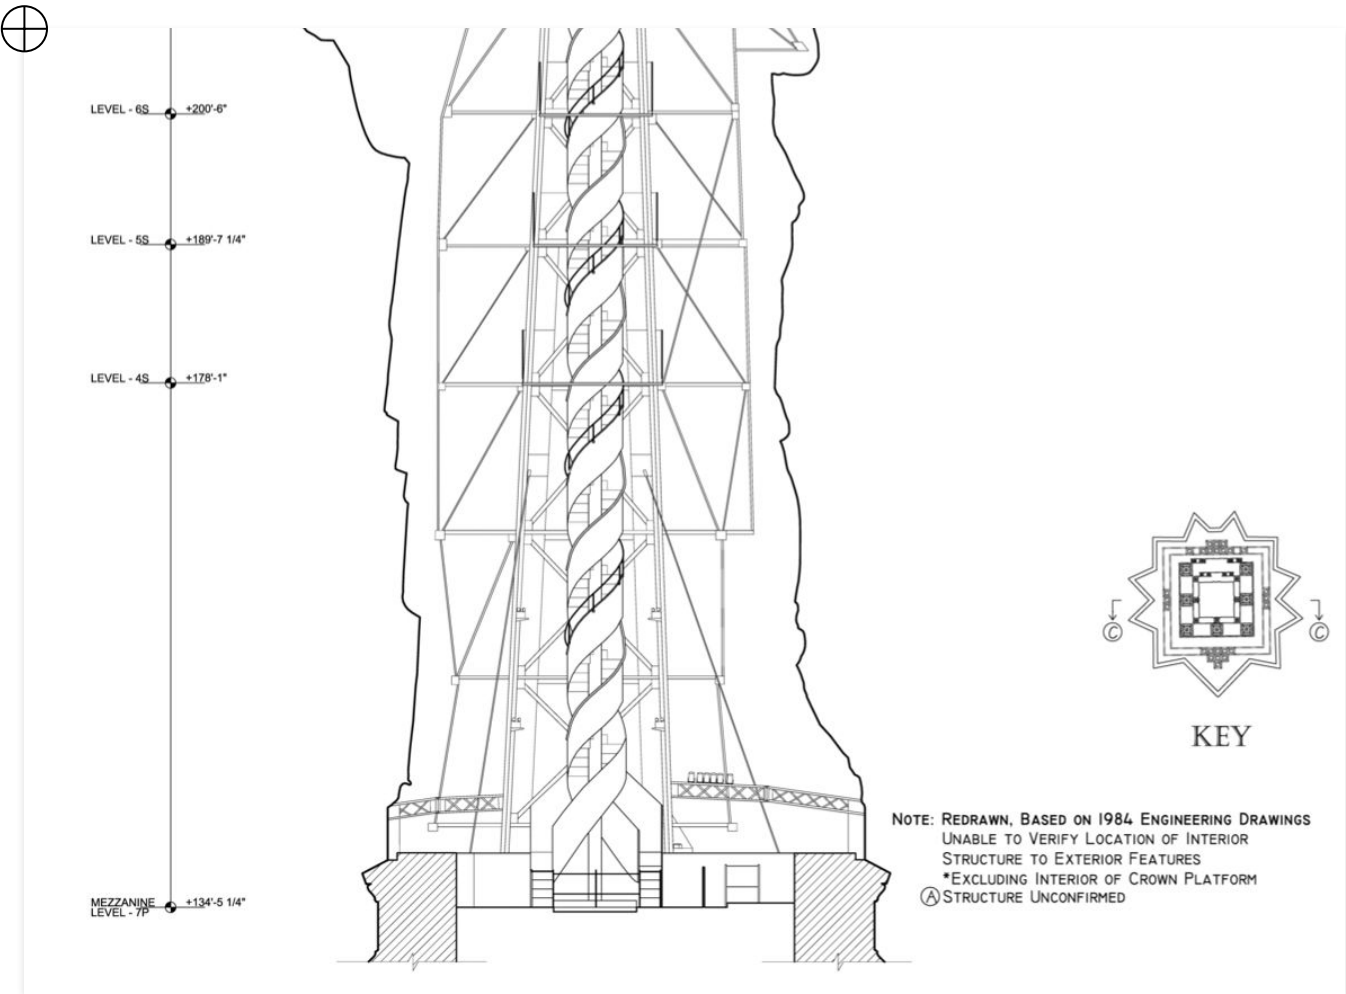 LEVEL - 6S +200'-6"
LEVEL - 5S +189'-7 1/4"
LEVEL - 4S +178'-1"
C C
KEY
NOTE: REDRAWN, BASED ON 1984 ENGINEERING DRAWINGS
UNABLE TO VERIFY LOCATION OF INTERIOR
STRUCTURE TO EXTERIOR FEATURES
*EXCLUDING INTERIOR OF CROWN PLATFORM
A STRUCTURE UNCONFIRMED
MEZZANINE +134'-5 1/4"
LEVEL - 7P